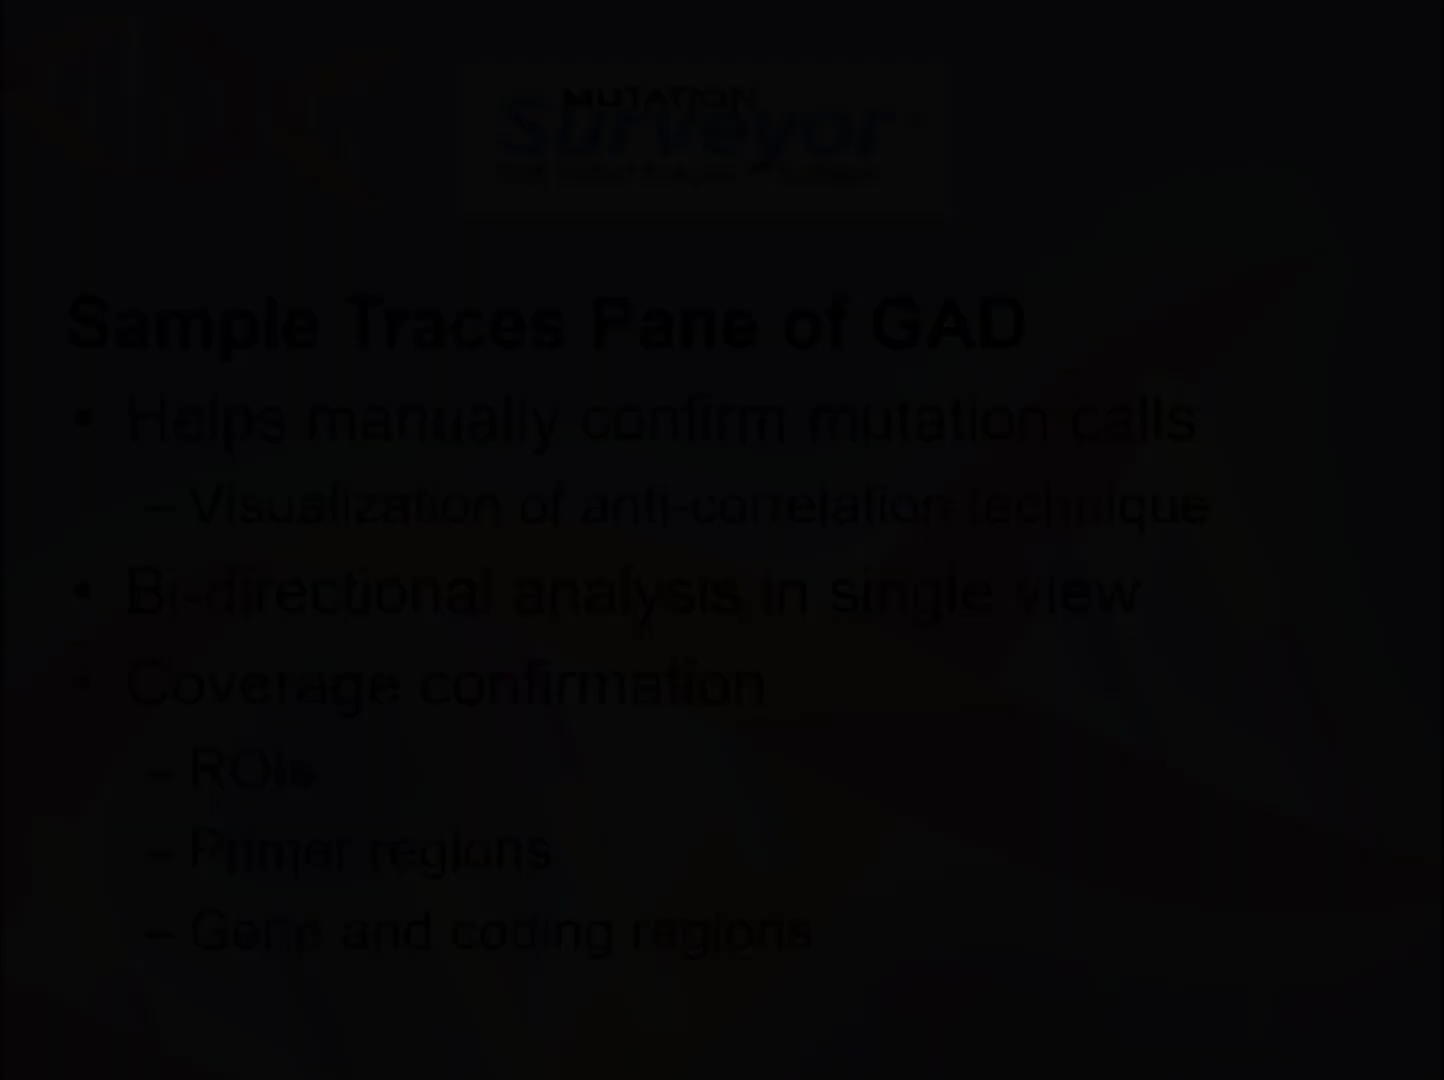 MUTATION
Surveyor
Sample Traces Pane of GAD
• Helps manually confirm mutation calls
– Visualization of anti-correlation technique
• Bi-directional analysis in single view
• Coverage confirmation
– ROIs
– Primer regions
– Gene and coding regions